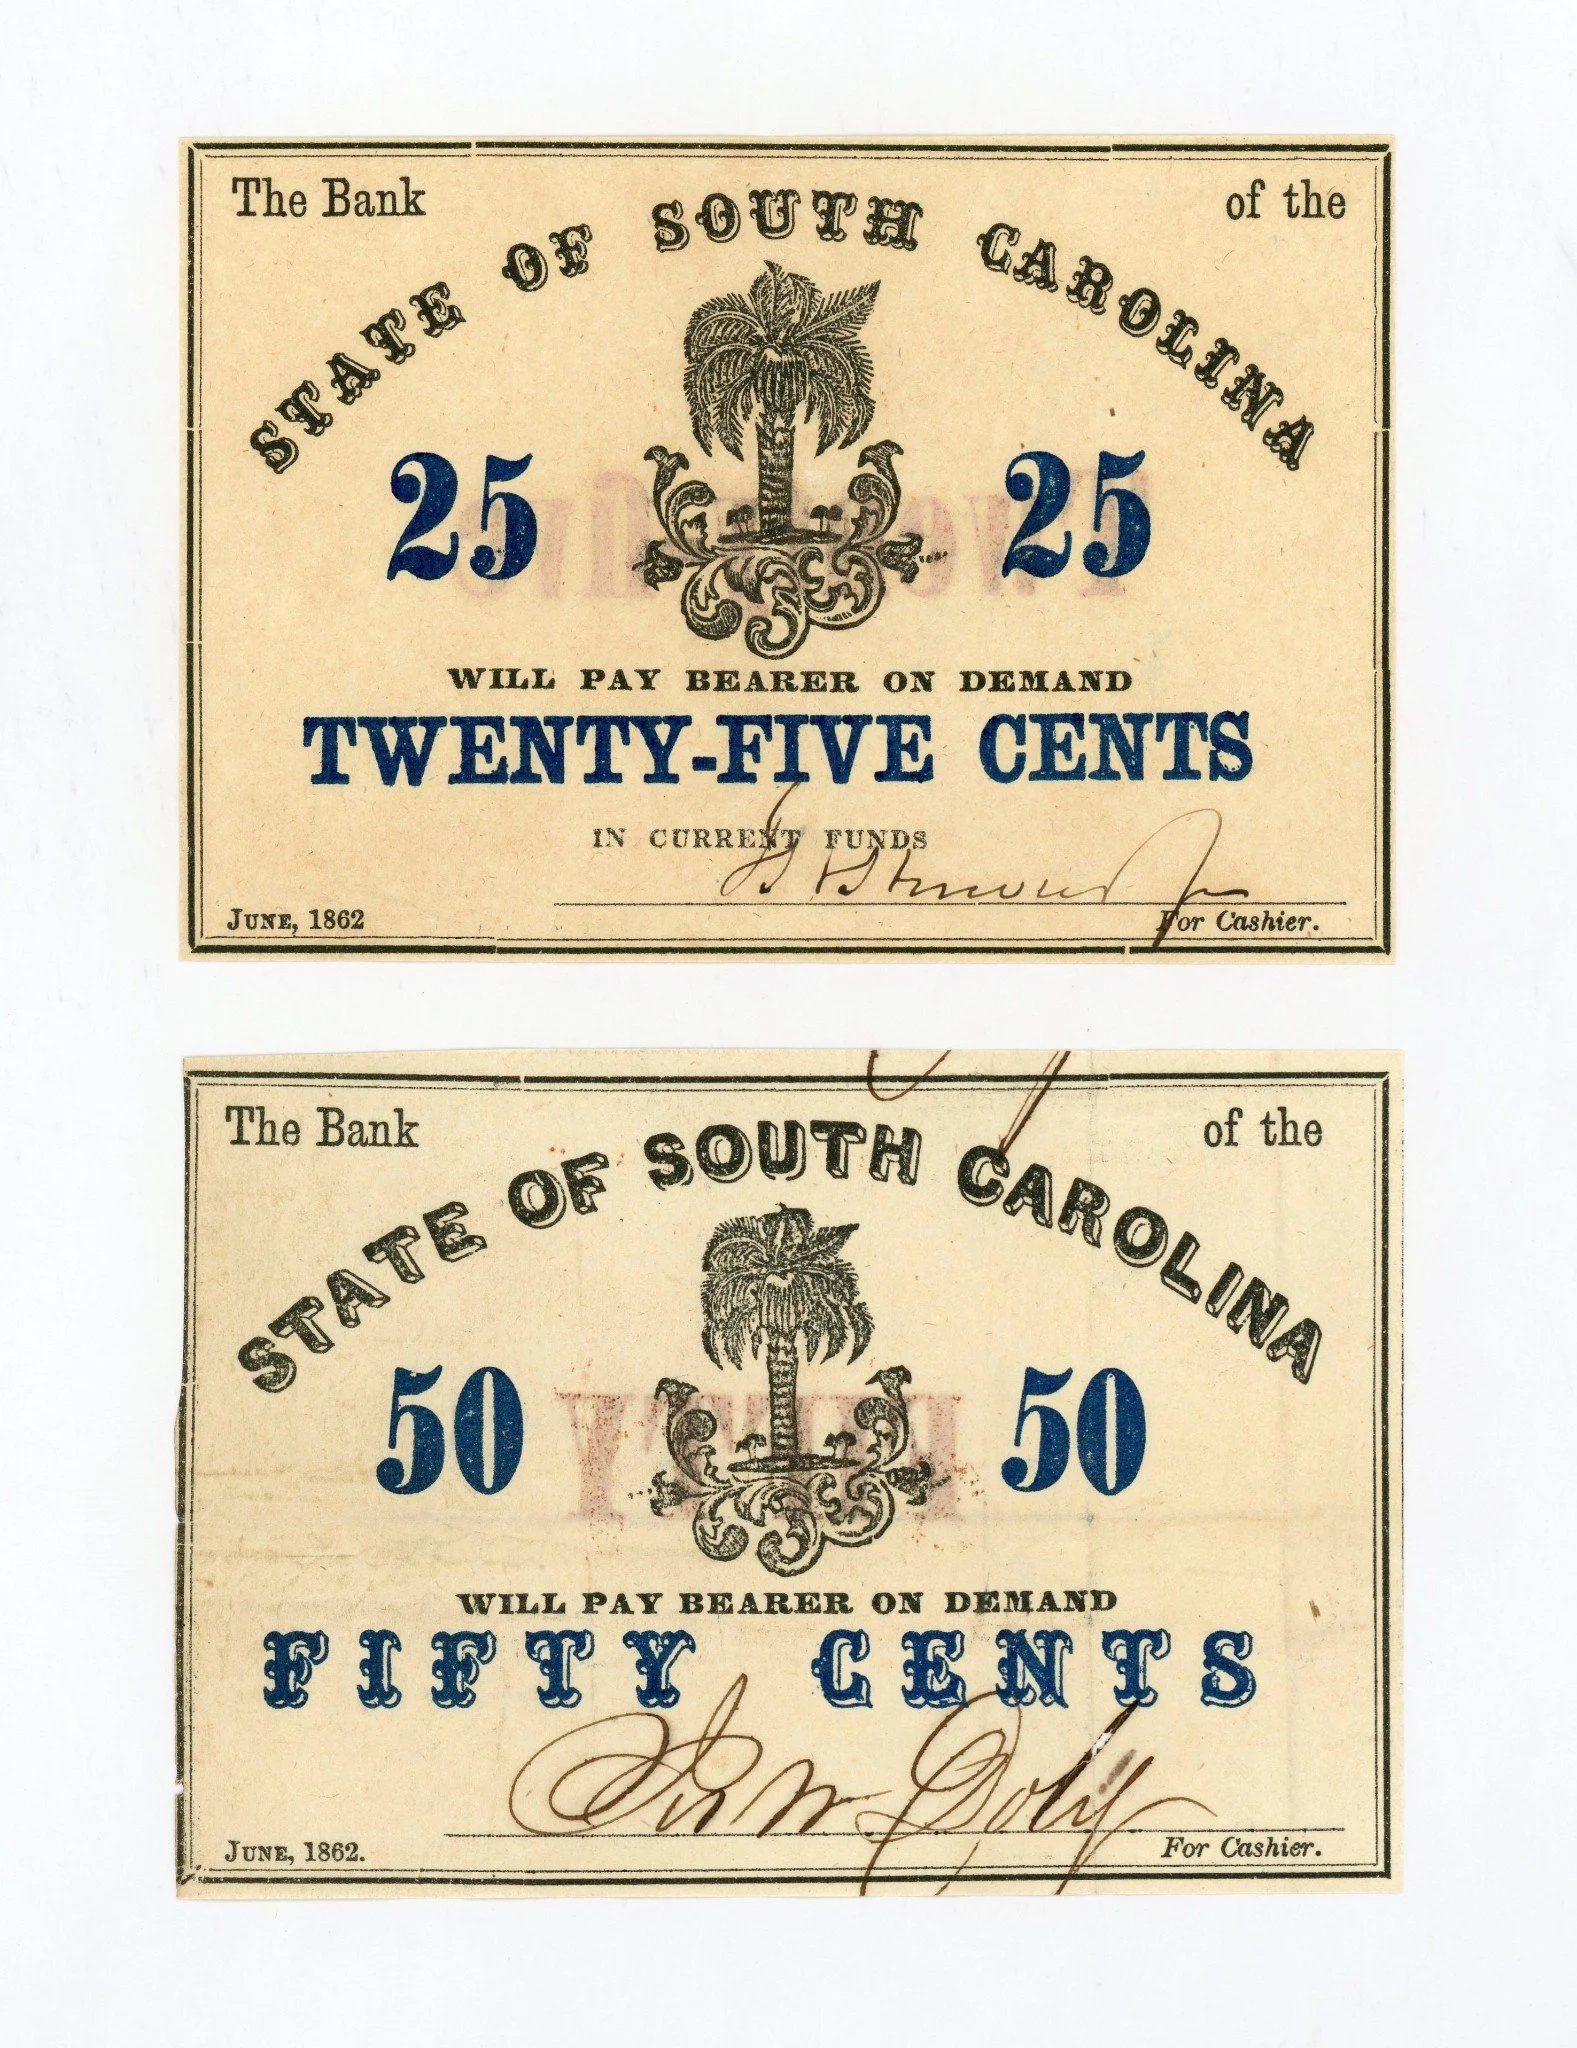 The Bank of the
STATE OF SOUTH CAROLINA
25 25
WILL PAY BEARER ON DEMAND
TWENTY-FIVE CENTS
IN CURRENT FUNDS
JUNE, 1862 For Cashier.
The Bank of the
STATE OF SOUTH CAROLINA
50 50
WILL PAY BEARER ON DEMAND
FIFTY CENTS
JUNE, 1862. For Cashier.